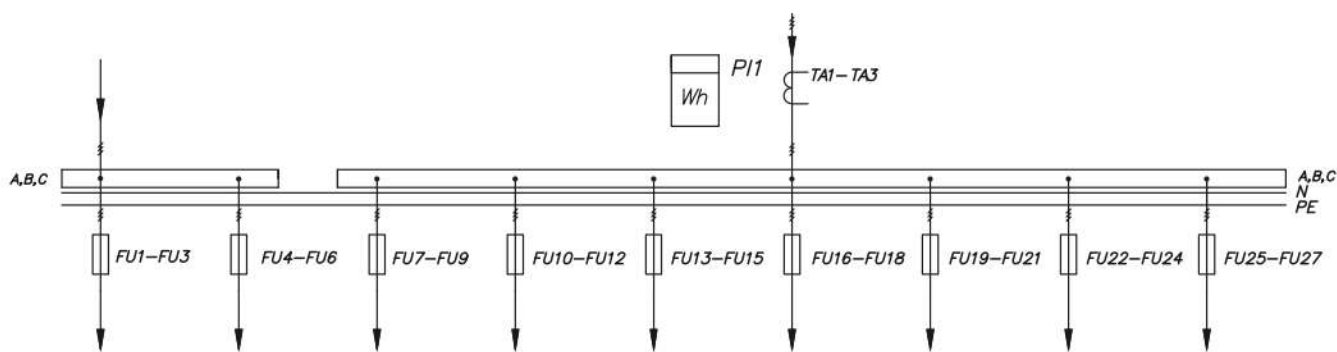 PI1
Wh
TA1-TA3
A,B,C
A,B,C
N
PE
FU1-FU3
FU4-FU6
FU7-FU9
FU10-FU12
FU13-FU15
FU16-FU18
FU19-FU21
FU22-FU24
FU25-FU27